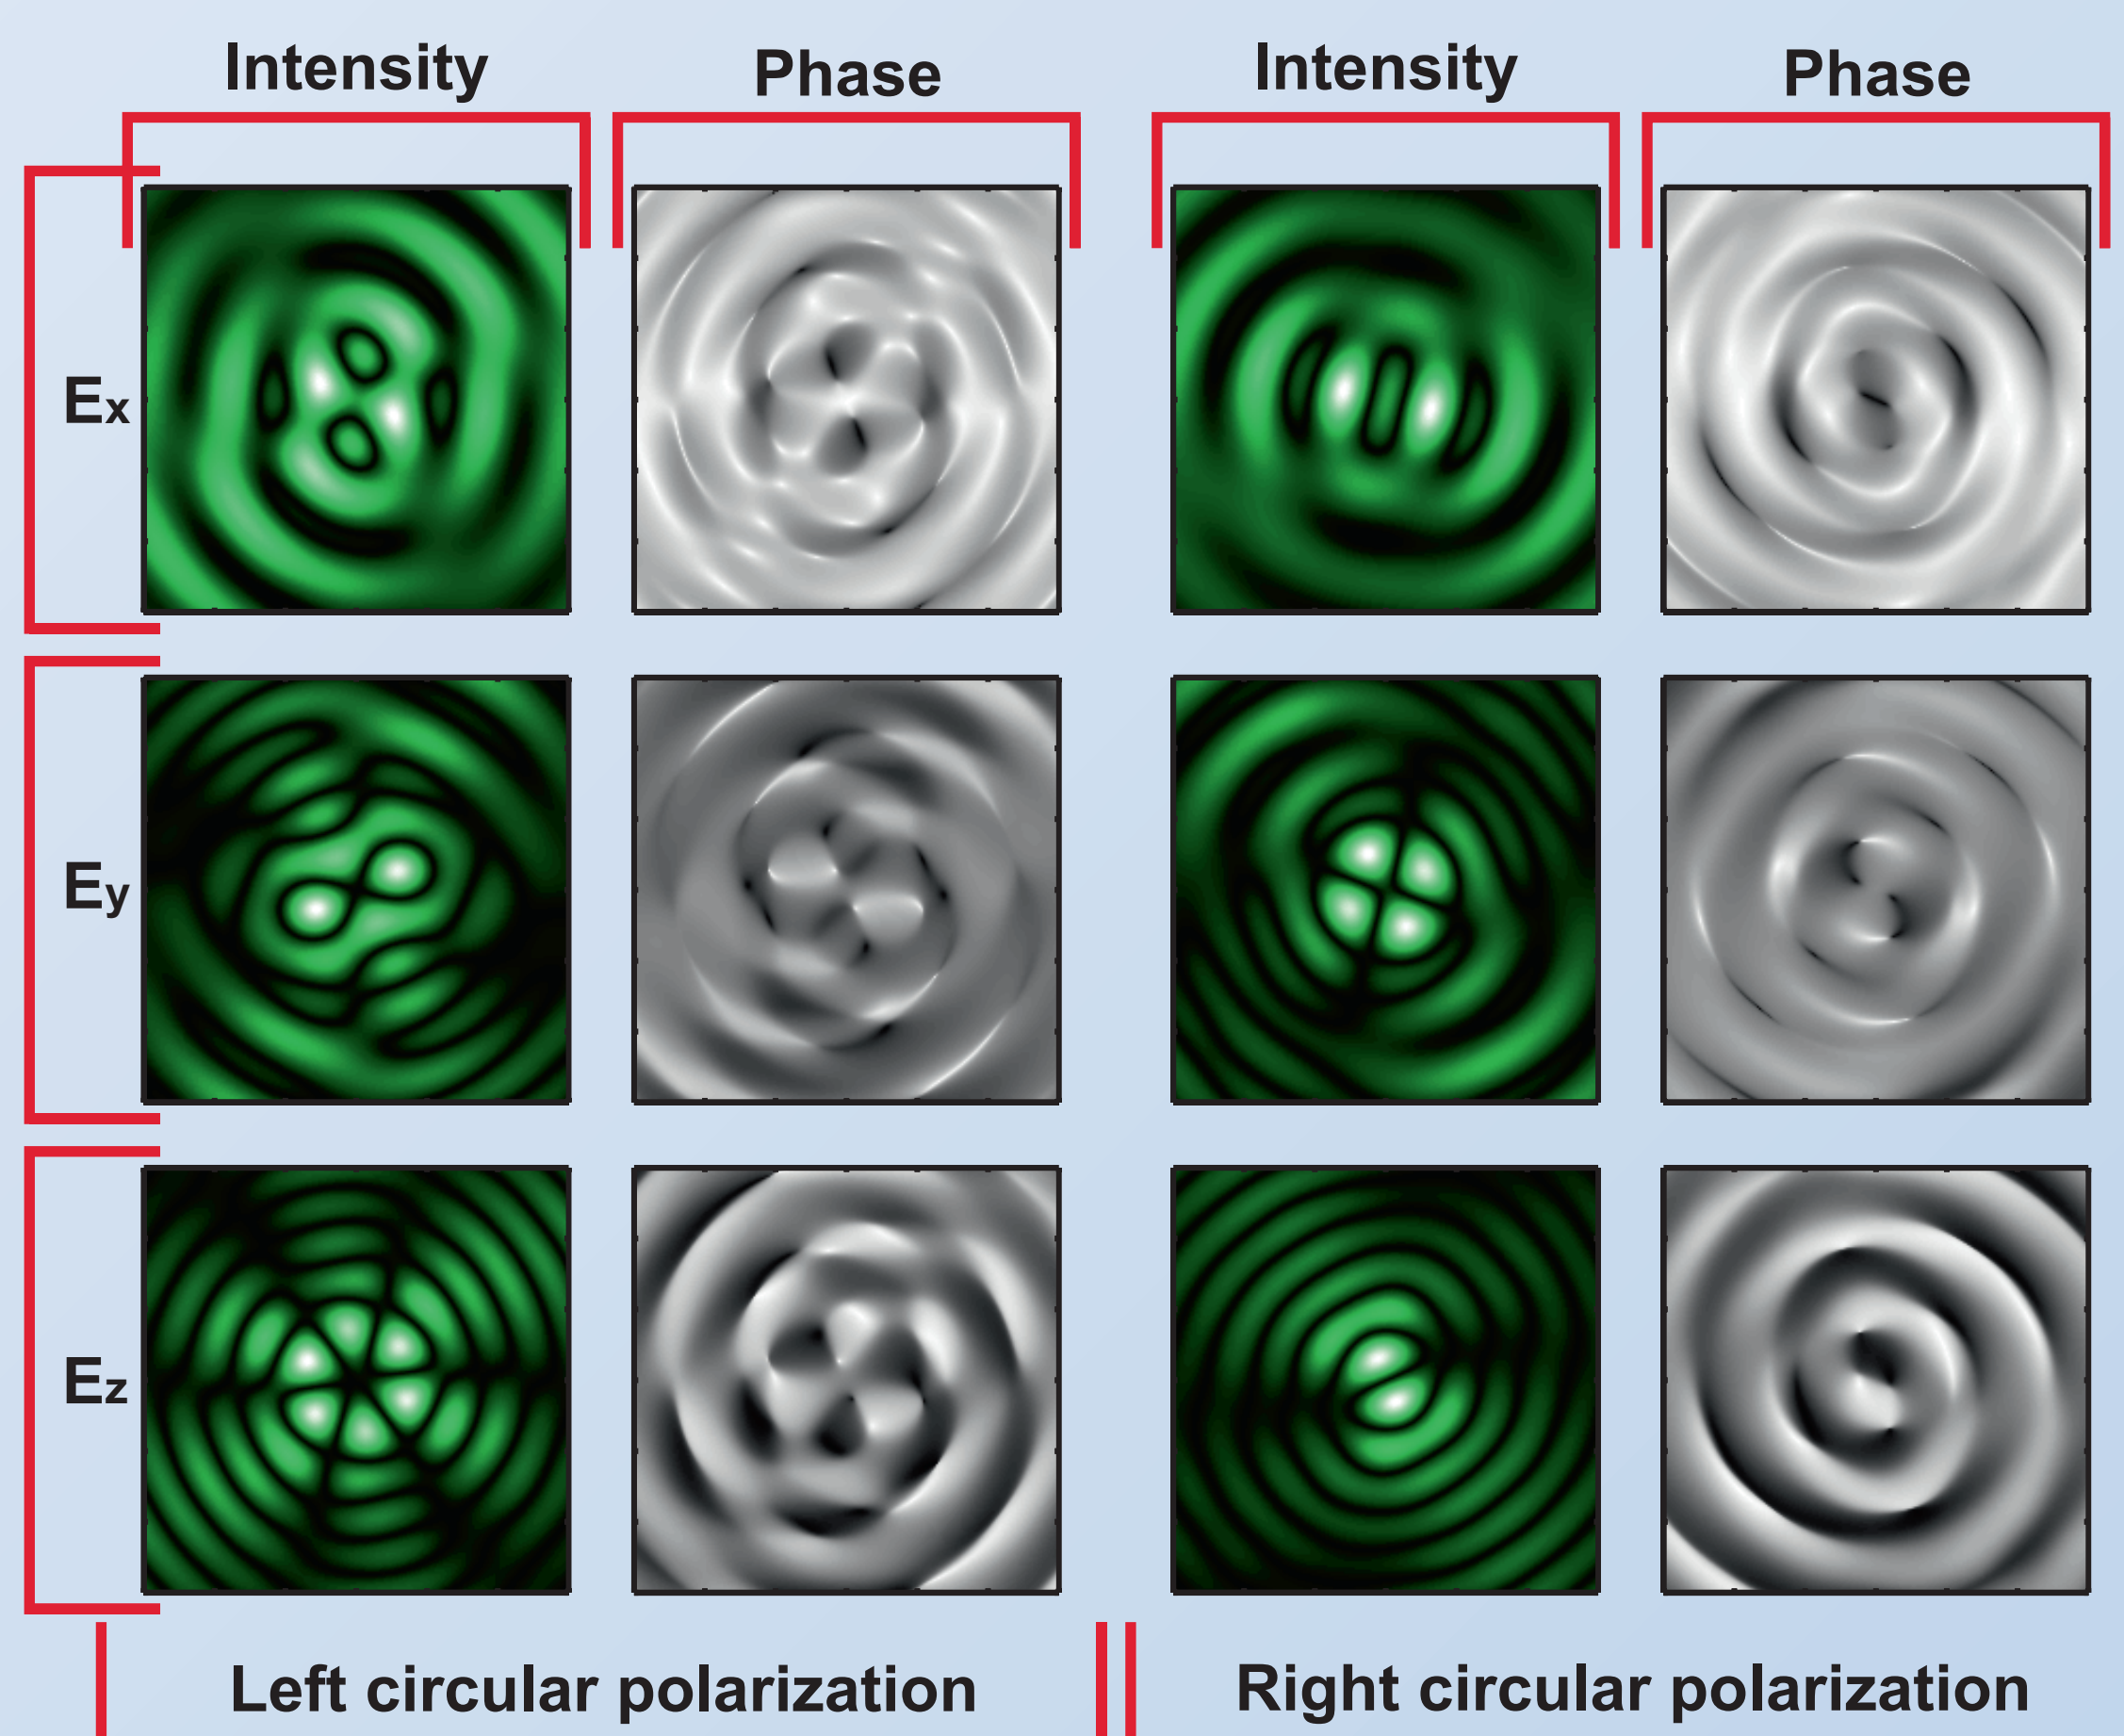 Intensity Phase Intensity Phase
Ex
Ey
Ez
Left circular polarization Right circular polarization